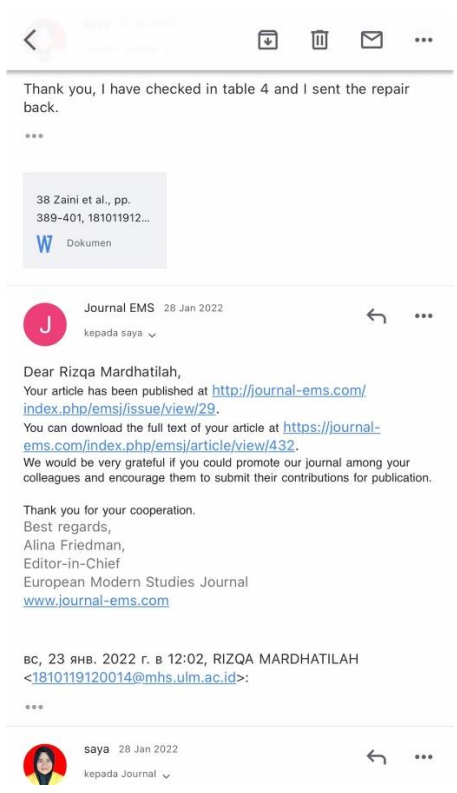 Thank you, I have checked in table 4 and I sent the repair
back.
38 Zaini et al., pp.
389-401, 181011912...
W Dokumen
J
Journal EMS 28 Jan 2022
kepada saya
Dear Rizqa Mardhatilah,
Your article has been published at http://journal-ems.com/
index.php/emsj/issue/view/29.
You can download the full text of your article at https://journal-
ems.com/index.php/emsj/article/view/432.
We would be very grateful if you could promote our journal among your
colleagues and encourage them to submit their contributions for publication.
Thank you for your cooperation.
Best regards,
Alina Friedman,
Editor-in-Chief
European Modern Studies Journal
www.journal-ems.com
вс, 23 янв. 2022 г. в 12:02, RIZQA MARDHATILAH
<1810119120014@mhs.ulm.ac.id>:
saya 28 Jan 2022
kepada Journal